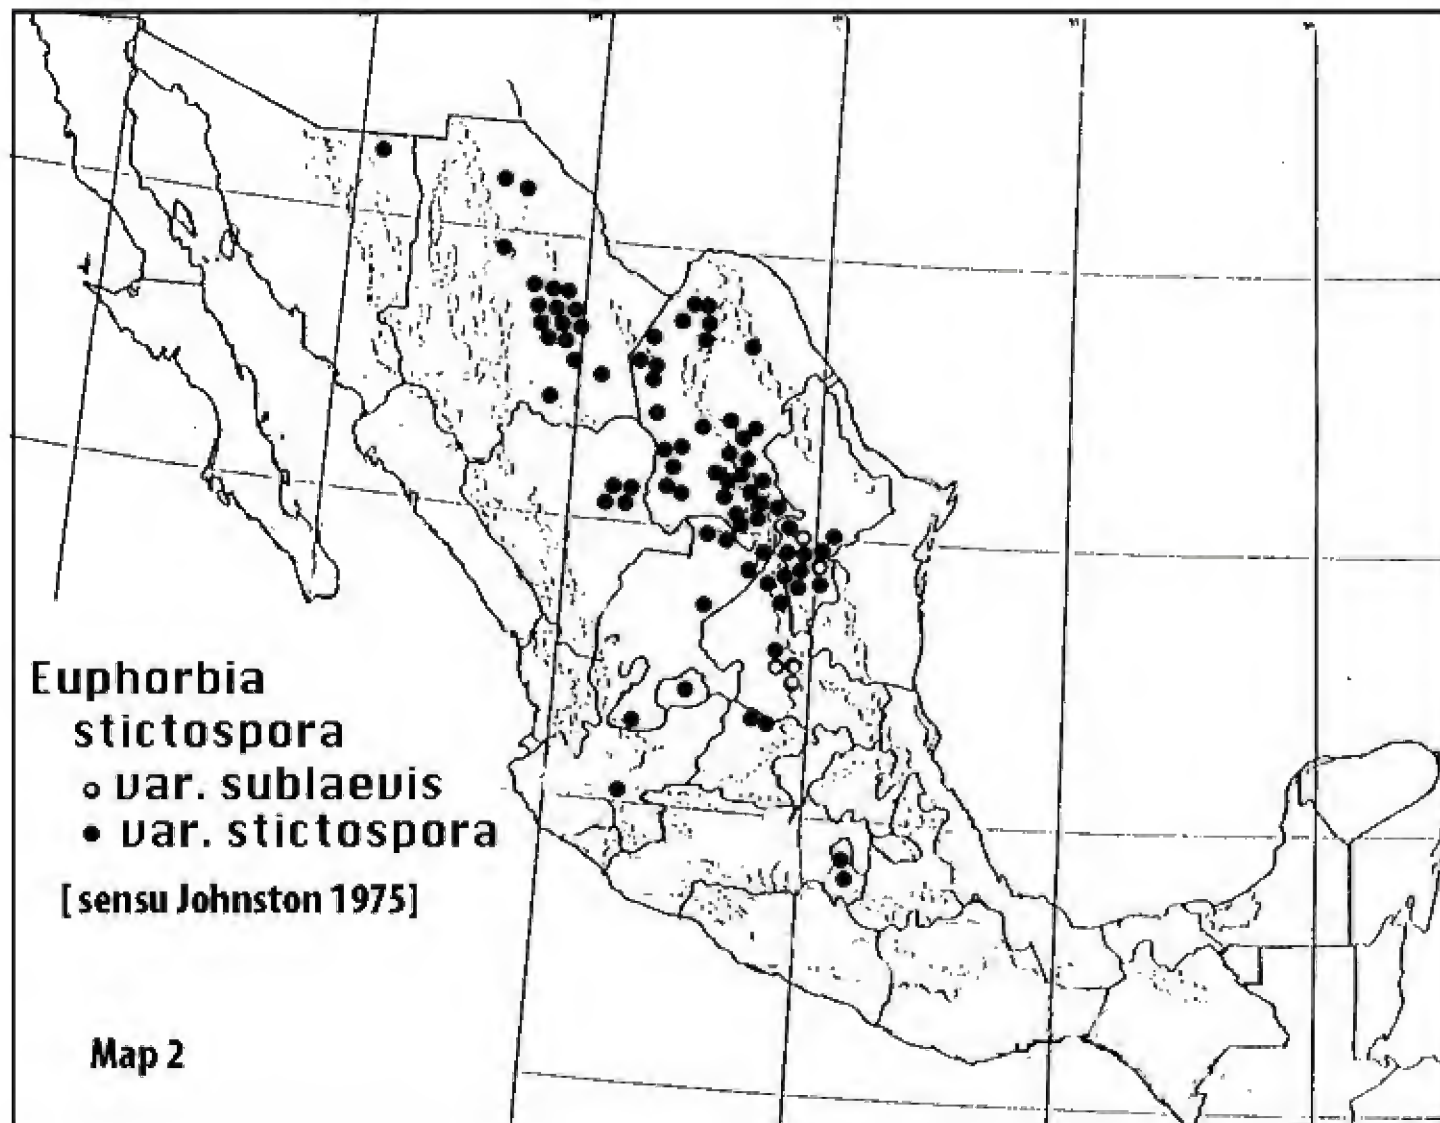 Euphorbia
stictospora
var. sublaevis
var. stictospora
[sensu Johnston 1975]
Map 2